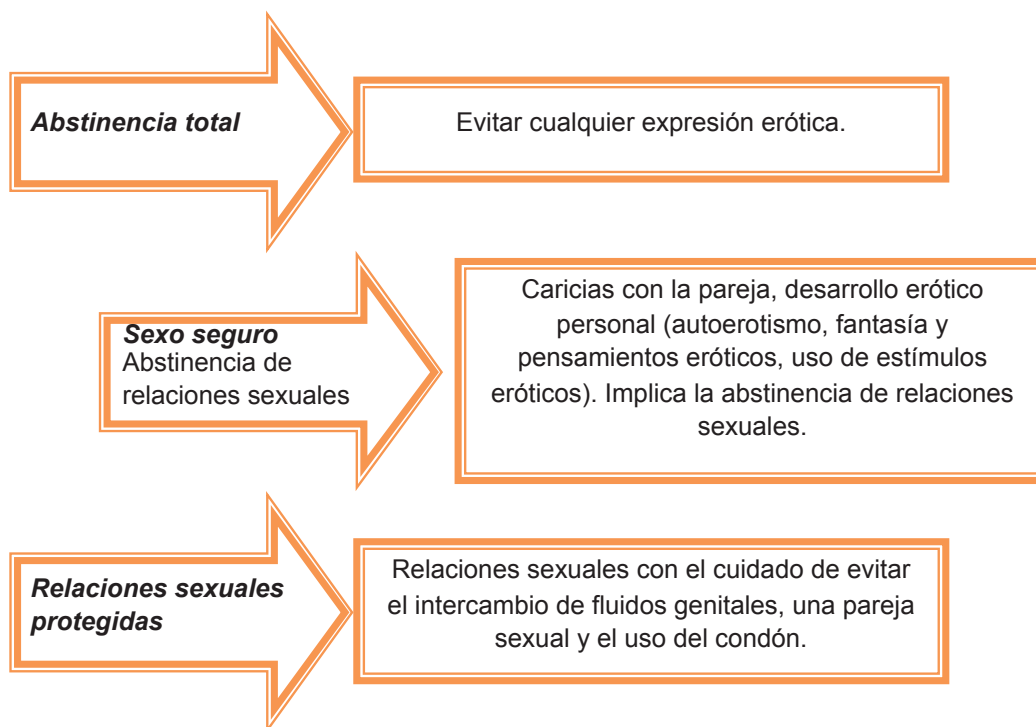 Abstinencia total
Evitar cualquier expresión erótica.
Sexo seguro
Abstinencia de
relaciones sexuales
Caricias con la pareja, desarrollo erótico
personal (autoerotismo, fantasía y
pensamientos eróticos, uso de estímulos
eróticos). Implica la abstinencia de relaciones
sexuales.
Relaciones sexuales
protegidas
Relaciones sexuales con el cuidado de evitar
el intercambio de fluidos genitales, una pareja
sexual y el uso del condón.